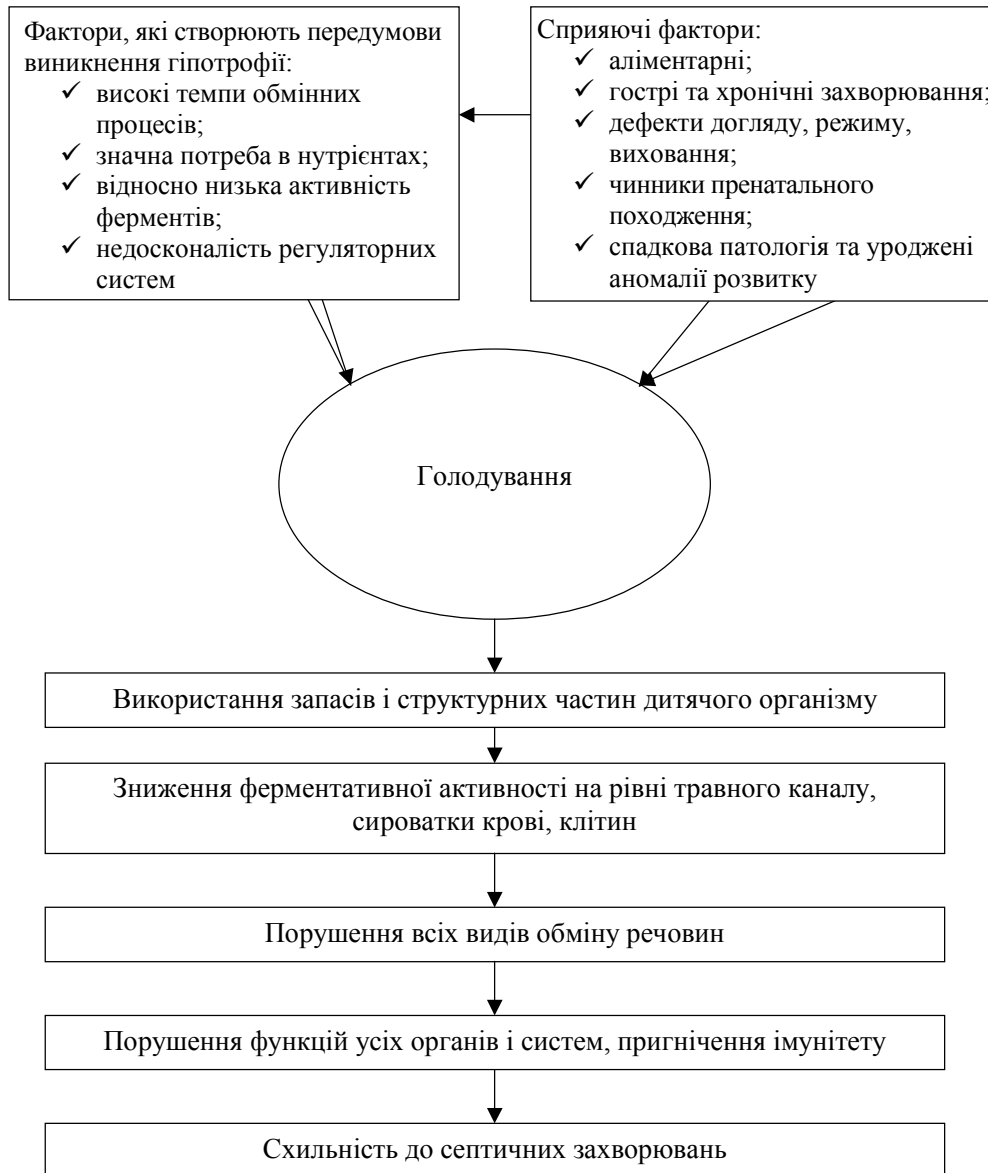 Фактори, які створюють передумови
виникнення гіпотрофії:
✓ високі темпи обмінних
процесів;
✓ значна потреба в нутрієнтах;
✓ відносно низька активність
ферментів;
✓ недосконалість регуляторних
систем
Сприяючі фактори:
✓ аліментарні;
✓ гострі та хронічні захворювання;
✓ дефекти догляду, режиму,
виховання;
✓ чинники пренатального
походження;
✓ спадкова патологія та уроджені
аномалії розвитку
Голодування
Використання запасів і структурних частин дитячого організму
Зниження ферментативної активності на рівні травного каналу,
сироватки крові, клітин
Порушення всіх видів обміну речовин
Порушення функцій усіх органів і систем, пригнічення імунітету
Схильність до септичних захворювань